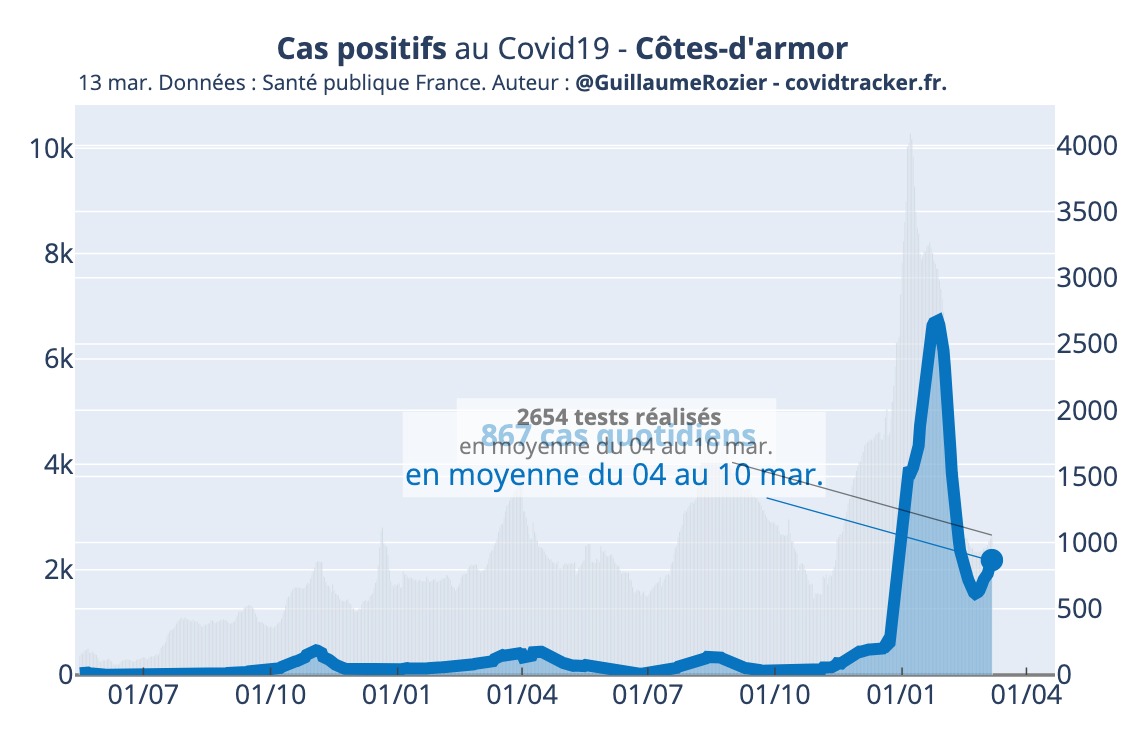 Cas positifs au Covid19 - Côtes-d'armor
13 mar. Données : Santé publique France. Auteur : @GuillaumeRozier - covidtracker.fr.
10k
8k
6k
4k
2k
0
4000
3500
3000
2500
2000
1500
1000
500
0
2654 tests réalisés
867 cas quotidiens
en moyenne du 04 au 10 mar.
en moyenne du 04 au 10 mar.
01/07 01/10 01/01 01/04 01/07 01/10 01/01 01/04